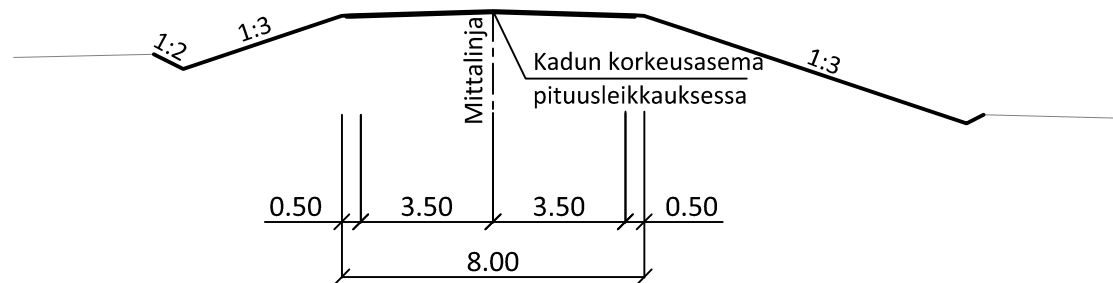 1:2
1:3
Mittalinja
Kadun korkeusasema
pituusleikkauksessa
1:3
0.50 3.50 3.50 0.50
8.00